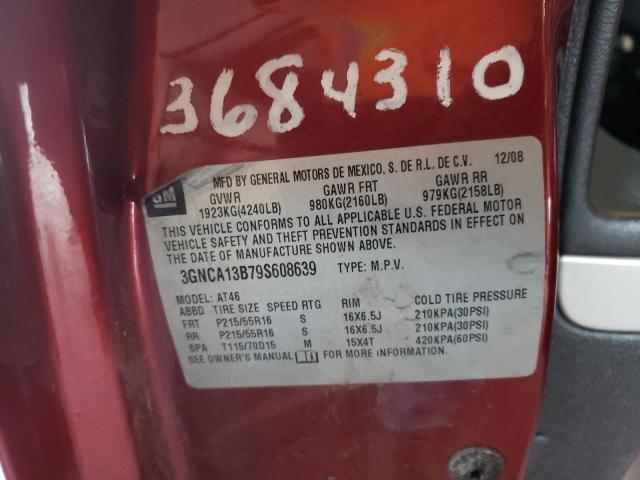 3684310
GM
MFD BY GENERAL MOTORS DE MEXICO, S. DE R.L. DE C.V. 12/08
GVWR GAWR FRT GAWR RR
1923KG(4240LB) 980KG(2160LB) 979KG(2158LB)
THIS VEHICLE CONFORMS TO ALL APPLICABLE U.S. FEDERAL MOTOR
VEHICLE SAFETY AND THEFT PREVENTION STANDARDS IN EFFECT ON
THE DATE OF MANUFACTURE SHOWN ABOVE.
3GNCA13B79S608639 TYPE: M.P.V.
MODEL: AT46
ABBD TIRE SIZE SPEED RTG RIM COLD TIRE PRESSURE
FRT P215/55R16 S 16X6.5J 210KPA(30PSI)
RR P215/55R16 S 16X6.5J 210KPA(30PSI)
SPA T115/70D15 M 15X4T 420KPA(60PSI)
SEE OWNER'S MANUAL FOR MORE INFORMATION.